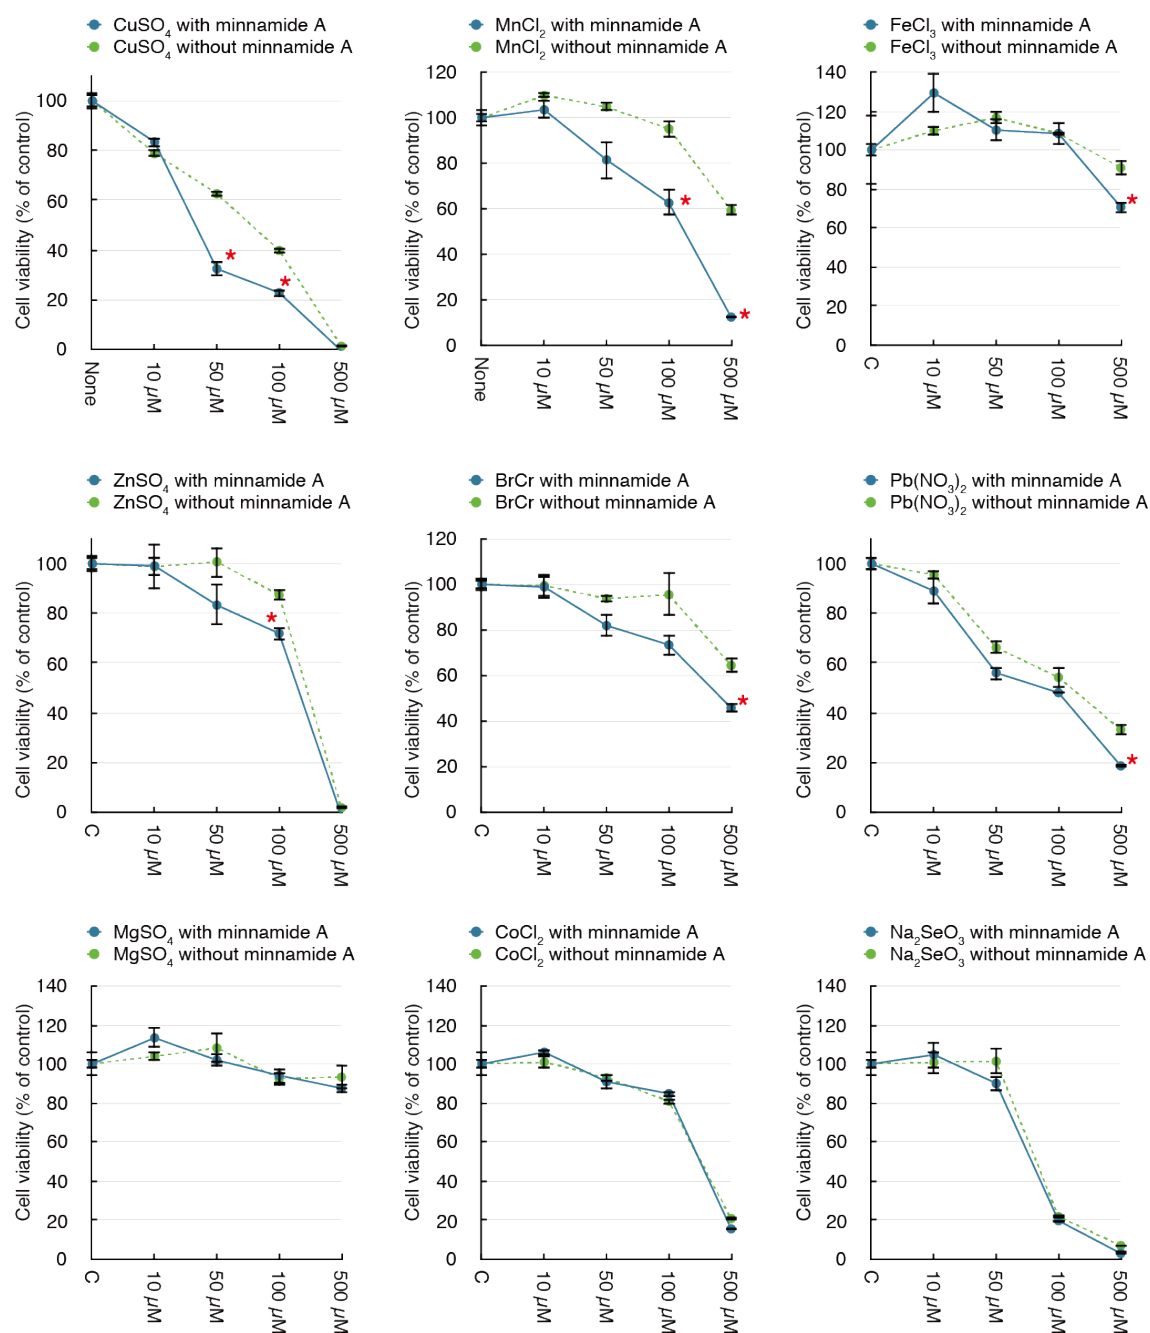 CuSO4 with minnamide A
CuSO4 without minnamide A
Cell viability (% of control)
100
80
60
40
20
0
None
10 µM
50 µM
100 µM
500 µM
*
*
MnCl2 with minnamide A
MnCl2 without minnamide A
Cell viability (% of control)
120
100
80
60
40
20
0
None
10 µM
50 µM
100 µM
500 µM
*
*
FeCl3 with minnamide A
FeCl3 without minnamide A
Cell viability (% of control)
140
120
100
80
60
40
20
0
C
10 µM
50 µM
100 µM
500 µM
*
ZnSO4 with minnamide A
ZnSO4 without minnamide A
Cell viability (% of control)
100
80
60
40
20
0
C
10 µM
50 µM
100 µM
500 µM
*
BrCr with minnamide A
BrCr without minnamide A
Cell viability (% of control)
120
100
80
60
40
20
0
C
10 µM
50 µM
100 µM
500 µM
*
Pb(NO3)2 with minnamide A
Pb(NO3)2 without minnamide A
Cell viability (% of control)
100
80
60
40
20
0
C
10 µM
50 µM
100 µM
500 µM
*
MgSO4 with minnamide A
MgSO4 without minnamide A
Cell viability (% of control)
140
120
100
80
60
40
20
0
C
10 µM
50 µM
100 µM
500 µM
CoCl2 with minnamide A
CoCl2 without minnamide A
Cell viability (% of control)
140
120
100
80
60
40
20
0
C
10 µM
50 µM
100 µM
500 µM
Na2SeO3 with minnamide A
Na2SeO3 without minnamide A
Cell viability (% of control)
140
120
100
80
60
40
20
0
C
10 µM
50 µM
100 µM
500 µM